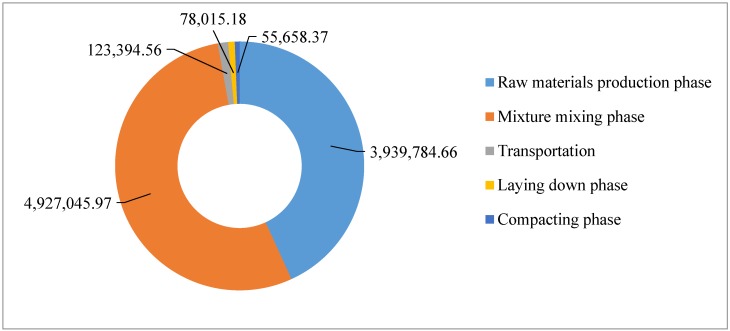 78,015.18
55,658.37
123,394.56
3,939,784.66
4,927,045.97
Raw materials production phase
Mixture mixing phase
Transportation
Laying down phase
Compacting phase